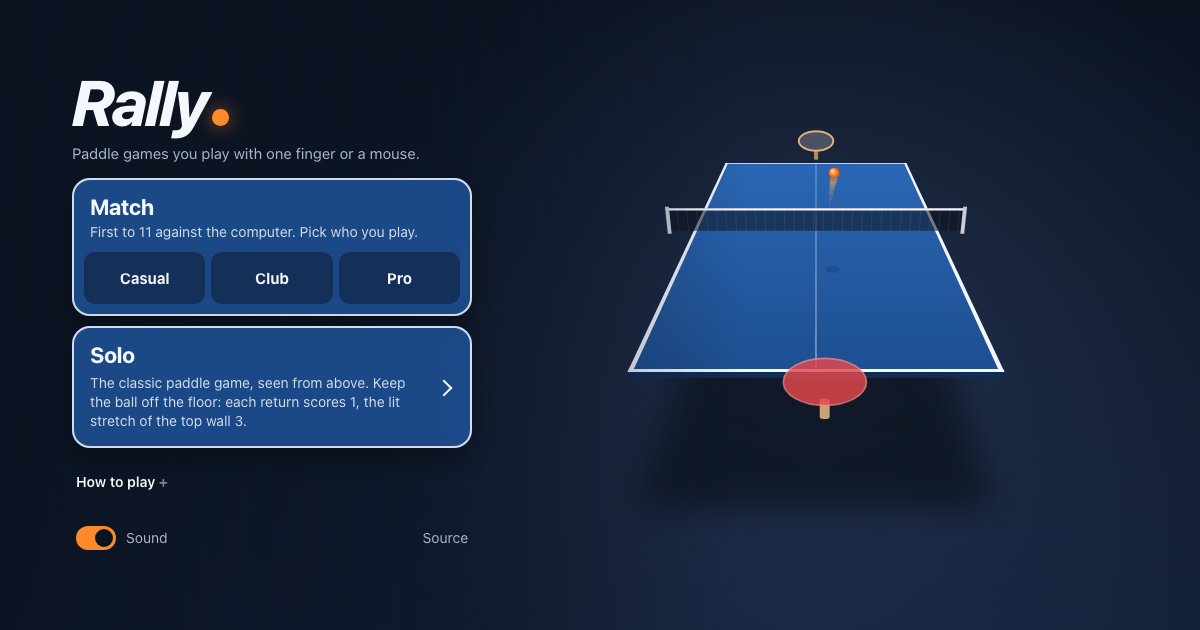 Rally
Paddle games you play with one finger or a mouse.
Match
First to 11 against the computer. Pick who you play.
Casual
Club
Pro
Solo
The classic paddle game, seen from above. Keep
the ball off the floor: each return scores 1, the lit
stretch of the top wall 3.
How to play +
Sound
Source